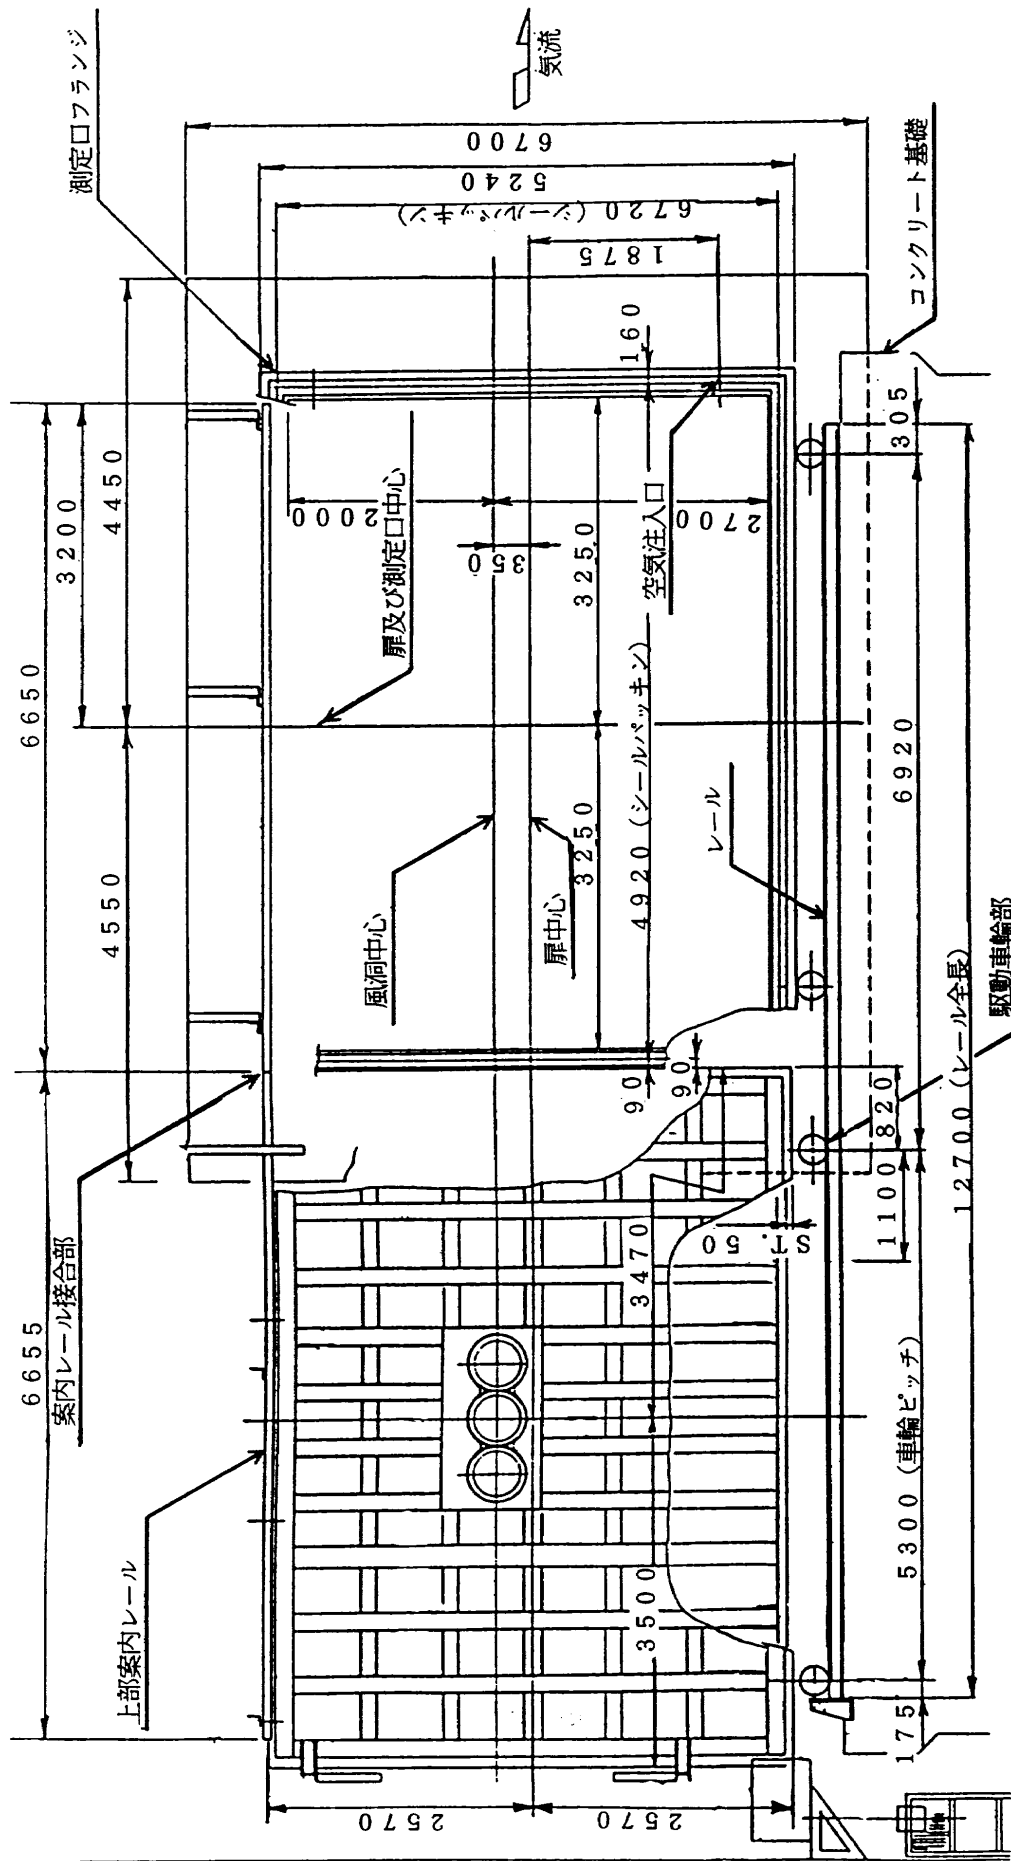 6655
6650
3200
4450
4550
測定口フランジ
案内レール接合部
上部案内レール
気流
6700
5240
6720 (シールパッキン)
1875
160
扉及び測定口中心
2000
350
2700
3250
3250
空気注入口
4920 (シールパッキン)
風洞中心
扉中心
レール
コンクリート基礎
305
6920
90
90
820
1100
12700 (レール全長)
駆動車輪部
ST. 50
3470
3500
5300 (車輪ピッチ)
175
2570
2570